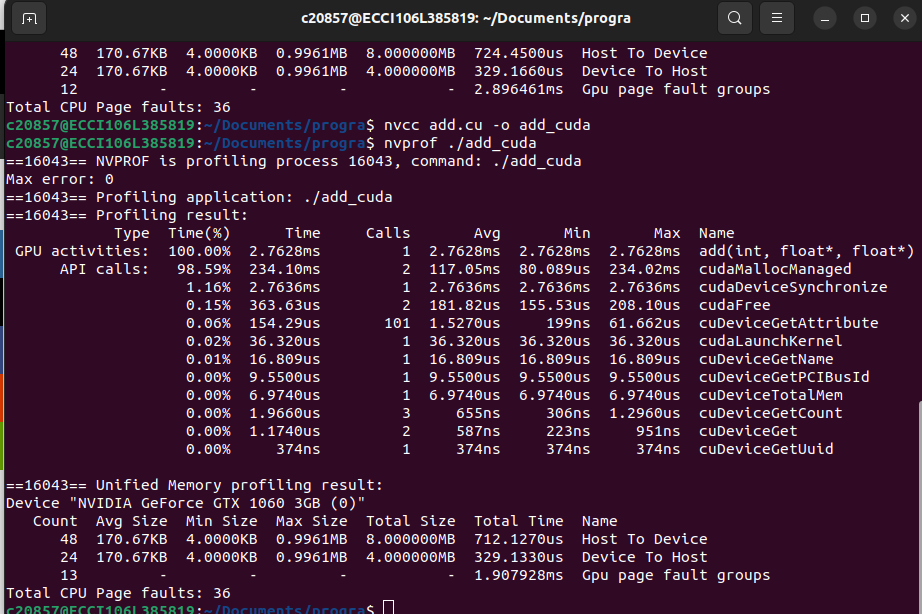 c20857@ECCI106L385819: ~/Documents/progra
48 170.67KB 4.0000KB 0.9961MB 8.000000MB 724.4500us Host To Device
24 170.67KB 4.0000KB 0.9961MB 4.000000MB 329.1660us Device To Host
12 - - - - 2.896461ms Gpu page fault groups
Total CPU Page faults: 36
c20857@ECCI106L385819:~/Documents/progra$ nvcc add.cu -o add_cuda
c20857@ECCI106L385819:~/Documents/progra$ nvprof ./add_cuda
==16043== NVPROF is profiling process 16043, command: ./add_cuda
Max error: 0
==16043== Profiling application: ./add_cuda
==16043== Profiling result:
Type Time(%) Time Calls Avg Min Max Name
GPU activities: 100.00% 2.7628ms 1 2.7628ms 2.7628ms 2.7628ms add(int, float*, float*)
API calls: 98.59% 234.10ms 2 117.05ms 80.089us 234.02ms cudaMallocManaged
1.16% 2.7636ms 1 2.7636ms 2.7636ms 2.7636ms cudaDeviceSynchronize
0.15% 363.63us 2 181.82us 155.53us 208.10us cudaFree
0.06% 154.29us 101 1.5270us 199ns 61.662us cuDeviceGetAttribute
0.02% 36.320us 1 36.320us 36.320us 36.320us cudaLaunchKernel
0.01% 16.809us 1 16.809us 16.809us 16.809us cuDeviceGetName
0.00% 9.5500us 1 9.5500us 9.5500us 9.5500us cuDeviceGetPCIBusId
0.00% 6.9740us 1 6.9740us 6.9740us 6.9740us cuDeviceTotalMem
0.00% 1.9660us 3 655ns 306ns 1.2960us cuDeviceGetCount
0.00% 1.1740us 2 587ns 223ns 951ns cuDeviceGet
0.00% 374ns 1 374ns 374ns 374ns cuDeviceGetUuid
==16043== Unified Memory profiling result:
Device "NVIDIA GeForce GTX 1060 3GB (0)"
Count Avg Size Min Size Max Size Total Size Total Time Name
48 170.67KB 4.0000KB 0.9961MB 8.000000MB 712.1270us Host To Device
24 170.67KB 4.0000KB 0.9961MB 4.000000MB 329.1330us Device To Host
13 - - - - 1.907928ms Gpu page fault groups
Total CPU Page faults: 36
c20857@ECCI106L385819:~/Documents/progra$